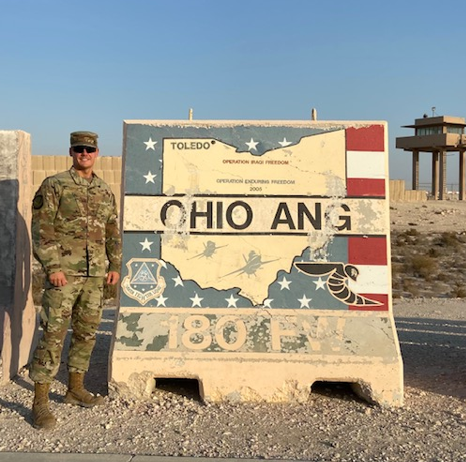 TOLEDO
OPERATION IRAQI FREEDOM
OPERATION ENDURING FREEDOM
2003
OHIO ANG
180 FW